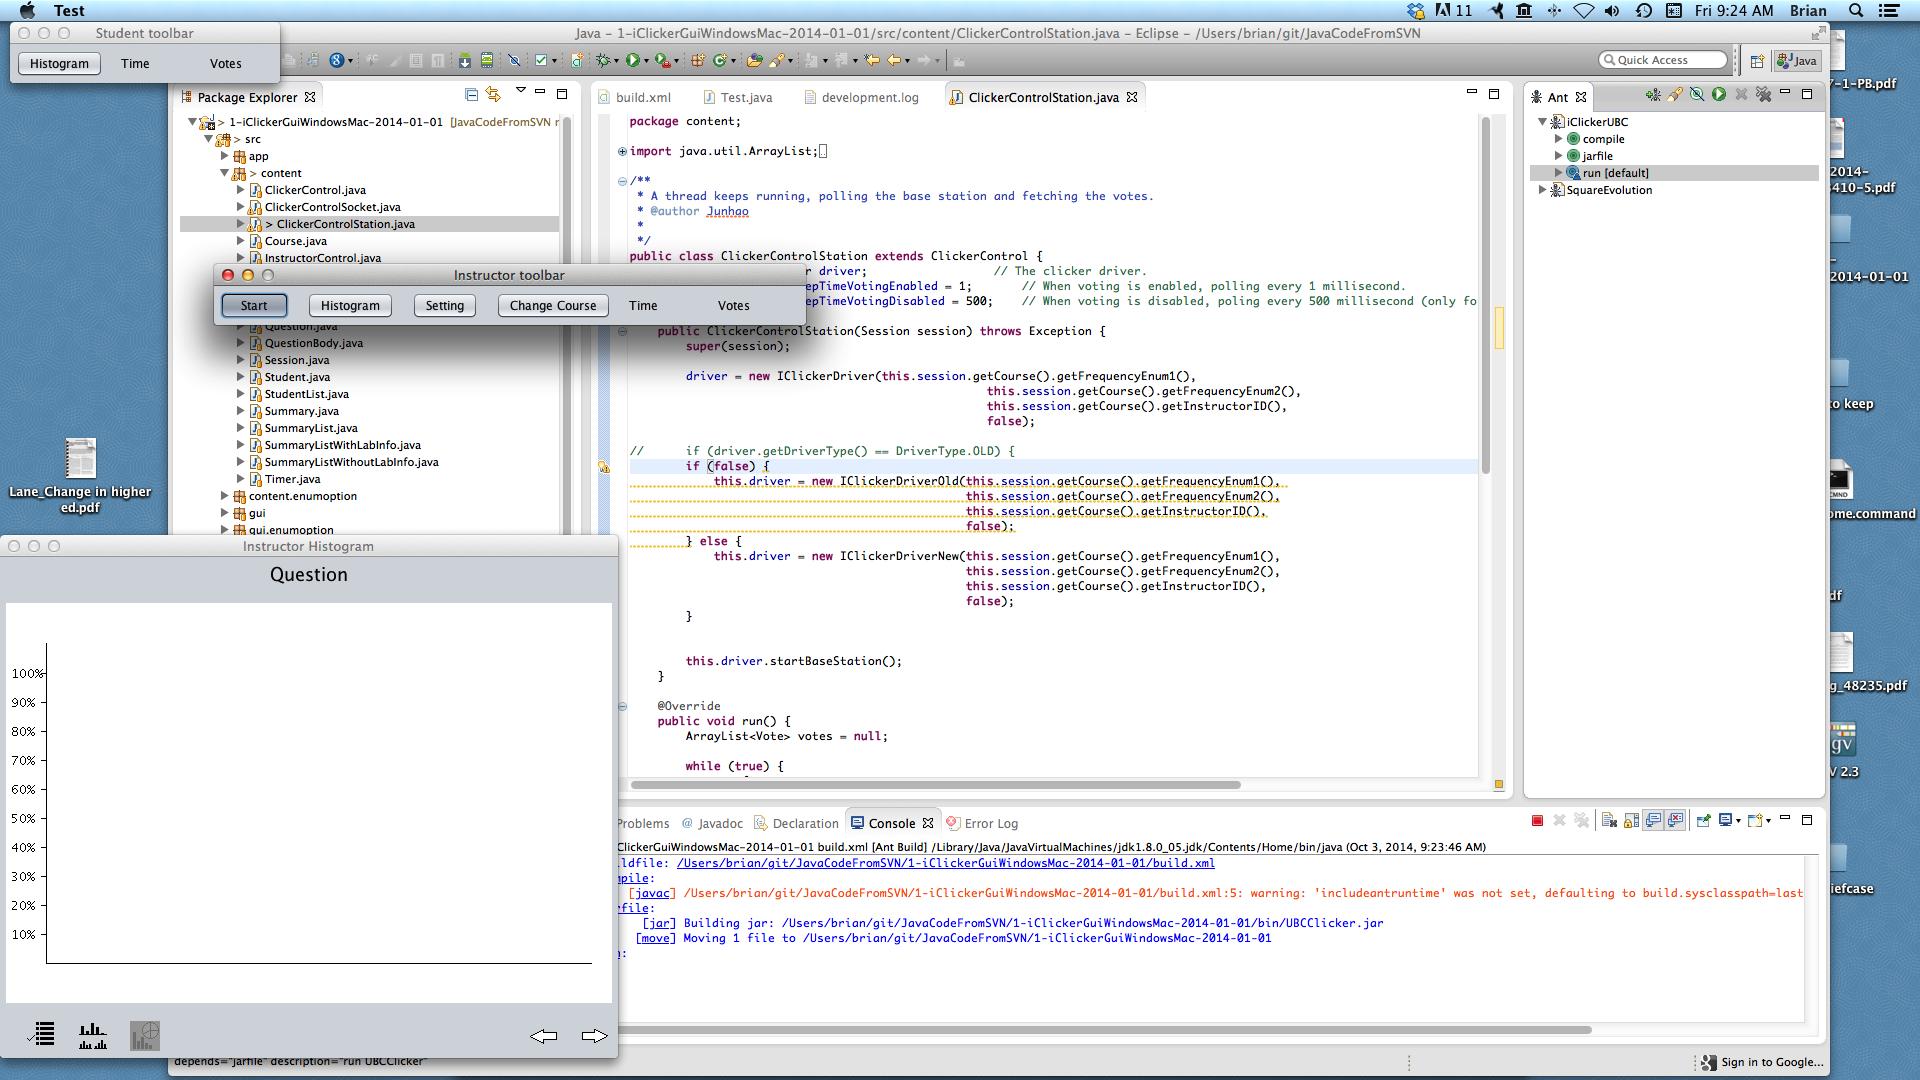 Test
11
Fri 9:24 AM
Brian
Student toolbar
Histogram
Time
Votes
Java – 1-iClickerGuiWindowsMac-2014-01-01/src/content/ClickerControlStation.java – Eclipse – /Users/brian/git/JavaCodeFromSVN
Quick Access
Java
Package Explorer
> 1-iClickerGuiWindowsMac-2014-01-01 [JavaCodeFromSVN r
> src
app
> content
ClickerControl.java
ClickerControlSocket.java
> ClickerControlStation.java
Course.java
InstructorControl.java
Question.java
QuestionBody.java
Session.java
Student.java
StudentList.java
Summary.java
SummaryList.java
SummaryListWithLabInfo.java
SummaryListWithoutLabInfo.java
Timer.java
content.enumoption
gui
gui.enumoption
Instructor toolbar
Start
Histogram
Setting
Change Course
Time
Votes
build.xml
Test.java
development.log
ClickerControlStation.java
package content;
import java.util.ArrayList;
/**
* A thread keeps running, polling the base station and fetching the votes.
* @author Junhao
*
*/
public class ClickerControlStation extends ClickerControl {
r driver; // The clicker driver.
epTimeVotingEnabled = 1; // When voting is enabled, polling every 1 millisecond.
epTimeVotingDisabled = 500; // When voting is disabled, poling every 500 millisecond (only fo
public ClickerControlStation(Session session) throws Exception {
super(session);
driver = new IClickerDriver(this.session.getCourse().getFrequencyEnum1(),
this.session.getCourse().getFrequencyEnum2(),
this.session.getCourse().getInstructorID(),
false);
// if (driver.getDriverType() == DriverType.OLD) {
if (false) {
this.driver = new IClickerDriverOld(this.session.getCourse().getFrequencyEnum1(),
this.session.getCourse().getFrequencyEnum2(),
this.session.getCourse().getInstructorID(),
false);
} else {
this.driver = new IClickerDriverNew(this.session.getCourse().getFrequencyEnum1(),
this.session.getCourse().getFrequencyEnum2(),
this.session.getCourse().getInstructorID(),
false);
}
this.driver.startBaseStation();
}
@Override
public void run() {
ArrayList<Vote> votes = null;
while (true) {
Ant
iClickerUBC
compile
jarfile
run [default]
SquareEvolution
Lane_Change in higher
ed.pdf
7-1-PB.pdf
2014-
3410-5.pdf
2014-01-01
to keep
CMND
ome.command
df
g_48235.pdf
gv
V 2.3
iefcase
Instructor Histogram
Question
100%
90%
80%
70%
60%
50%
40%
30%
20%
10%
Problems
@ Javadoc
Declaration
Console
Error Log
ClickerGuiWindowsMac-2014-01-01 build.xml [Ant Build] /Library/Java/JavaVirtualMachines/jdk1.8.0_05.jdk/Contents/Home/bin/java (Oct 3, 2014, 9:23:46 AM)
ildfile: /Users/brian/git/JavaCodeFromSVN/1-iClickerGuiWindowsMac-2014-01-01/build.xml
mpile:
[javac] /Users/brian/git/JavaCodeFromSVN/1-iClickerGuiWindowsMac-2014-01-01/build.xml:5: warning: 'includeantruntime' was not set, defaulting to build.sysclasspath=last
rfile:
[jar] Building jar: /Users/brian/git/JavaCodeFromSVN/1-iClickerGuiWindowsMac-2014-01-01/bin/UBCClicker.jar
[move] Moving 1 file to /Users/brian/git/JavaCodeFromSVN/1-iClickerGuiWindowsMac-2014-01-01
n:
depends="jarfile" description="run UBCClicker"
Sign in to Google...